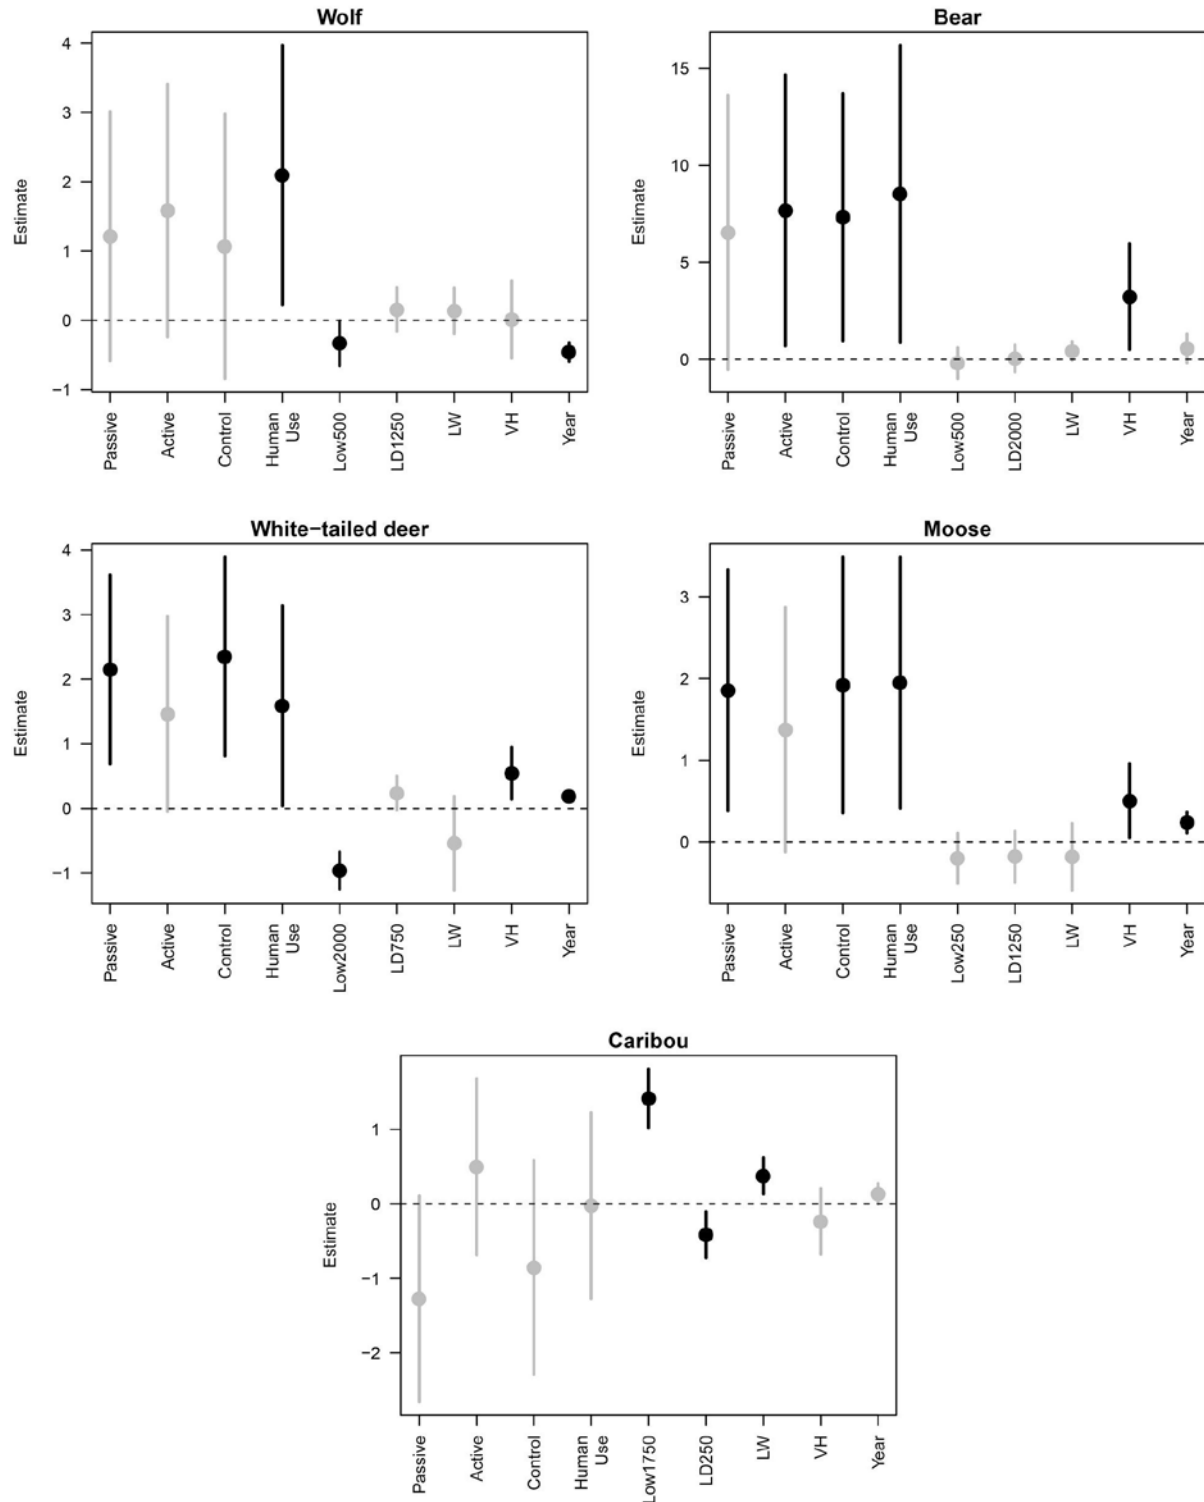 Wolf
Estimate
4
3
2
1
0
−1
Passive
Active
Control
Human
Use
Low500
LD1250
LW
VH
Year
Bear
Estimate
15
10
5
0
Passive
Active
Control
Human
Use
Low500
LD2000
LW
VH
Year
White−tailed deer
Estimate
4
3
2
1
0
−1
Passive
Active
Control
Human
Use
Low2000
LD750
LW
VH
Year
Moose
Estimate
3
2
1
0
Passive
Active
Control
Human
Use
Low250
LD1250
LW
VH
Year
Caribou
Estimate
1
0
−1
−2
Passive
Active
Control
Human
Use
Low1750
LD250
LW
VH
Year